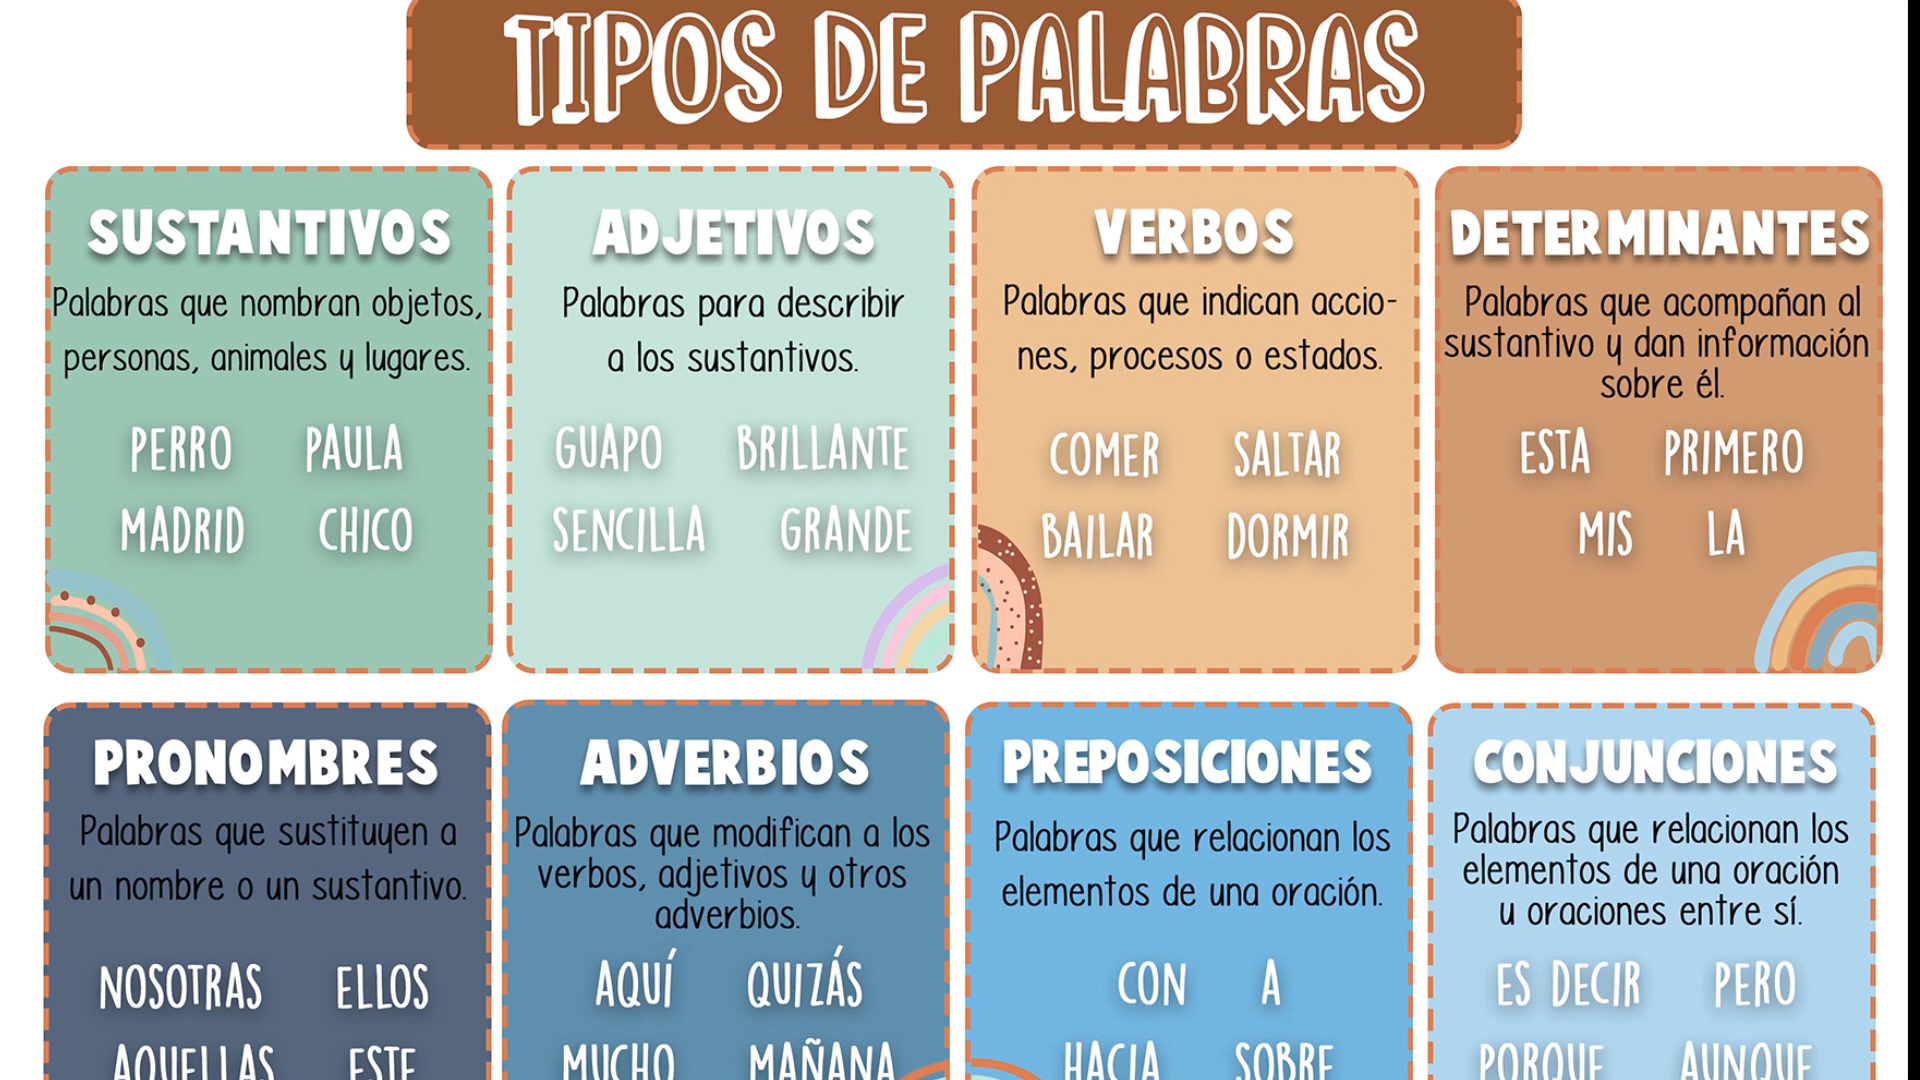 TIPOS DE PALABRAS
SUSTANTIVOS
Palabras que nombran objetos,
personas, animales y lugares.
PERRO PAULA
MADRID CHICO
ADJETIVOS
Palabras para describir
a los sustantivos.
GUAPO BRILLANTE
SENCILLA GRANDE
VERBOS
Palabras que indican accio-
nes, procesos o estados.
COMER SALTAR
BAILAR DORMIR
DETERMINANTES
Palabras que acompañan al
sustantivo y dan información
sobre él.
ESTA PRIMERO
MIS LA
PRONOMBRES
Palabras que sustituyen a
un nombre o un sustantivo.
NOSOTRAS ELLOS
AQUELLAS ESTE
ADVERBIOS
Palabras que modifican a los
verbos, adjetivos y otros
adverbios.
AQUÍ QUIZÁS
MUCHO MAÑANA
PREPOSICIONES
Palabras que relacionan los
elementos de una oración.
CON A
HACIA SOBRE
CONJUNCIONES
Palabras que relacionan los
elementos de una oración
u oraciones entre sí.
ES DECIR PERO
PORQUE AUNQUE